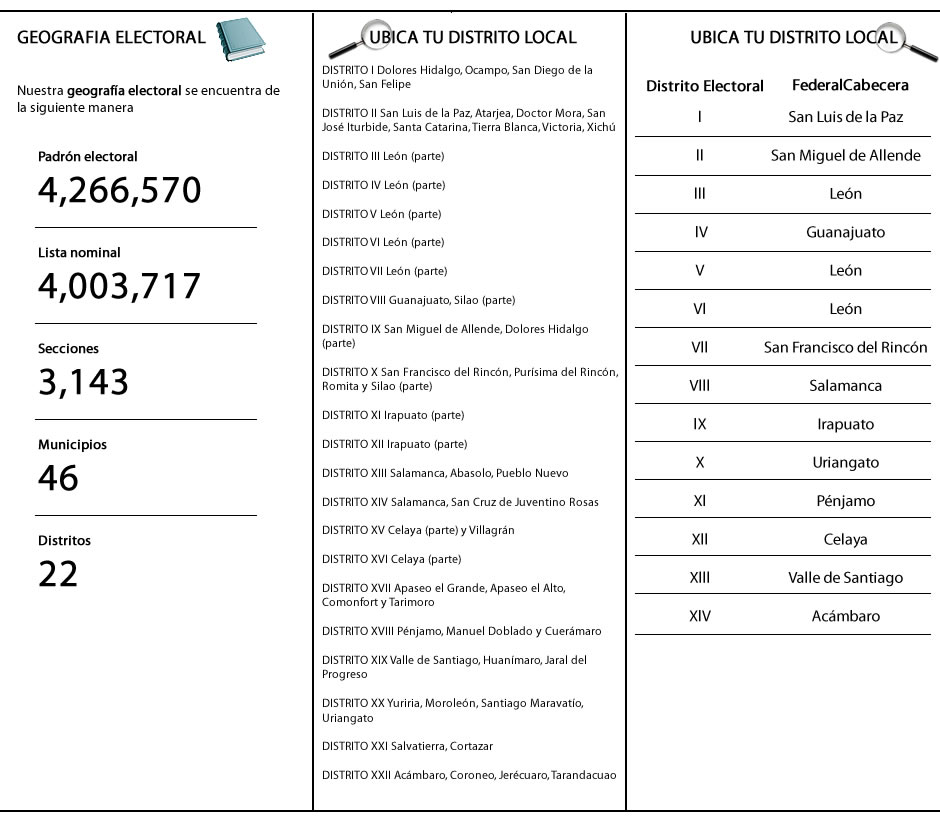 GEOGRAFIA ELECTORAL
Nuestra geografía electoral se encuentra de
la siguiente manera
Padrón electoral
4,266,570
Lista nominal
4,003,717
Secciones
3,143
Municipios
46
Distritos
22
UBICA TU DISTRITO LOCAL
DISTRITO I Dolores Hidalgo, Ocampo, San Diego de la
Unión, San Felipe
DISTRITO II San Luis de la Paz, Atarjea, Doctor Mora, San
José Iturbide, Santa Catarina, Tierra Blanca, Victoria, Xichú
DISTRITO III León (parte)
DISTRITO IV León (parte)
DISTRITO V León (parte)
DISTRITO VI León (parte)
DISTRITO VII León (parte)
DISTRITO VIII Guanajuato, Silao (parte)
DISTRITO IX San Miguel de Allende, Dolores Hidalgo
(parte)
DISTRITO X San Francisco del Rincón, Purísima del Rincón,
Romita y Silao (parte)
DISTRITO XI Irapuato (parte)
DISTRITO XII Irapuato (parte)
DISTRITO XIII Salamanca, Abasolo, Pueblo Nuevo
DISTRITO XIV Salamanca, San Cruz de Juventino Rosas
DISTRITO XV Celaya (parte) y Villagrán
DISTRITO XVI Celaya (parte)
DISTRITO XVII Apaseo el Grande, Apaseo el Alto,
Comonfort y Tarimoro
DISTRITO XVIII Pénjamo, Manuel Doblado y Cuerámaro
DISTRITO XIX Valle de Santiago, Huanímaro, Jaral del
Progreso
DISTRITO XX Yuriria, Moroleón, Santiago Maravatío,
Uriangato
DISTRITO XXI Salvatierra, Cortazar
DISTRITO XXII Acámbaro, Coroneo, Jerécuaro, Tarandacuao
UBICA TU DISTRITO LOCAL
Distrito Electoral FederalCabecera
I San Luis de la Paz
II San Miguel de Allende
III León
IV Guanajuato
V León
VI León
VII San Francisco del Rincón
VIII Salamanca
IX Irapuato
X Uriangato
XI Pénjamo
XII Celaya
XIII Valle de Santiago
XIV Acámbaro